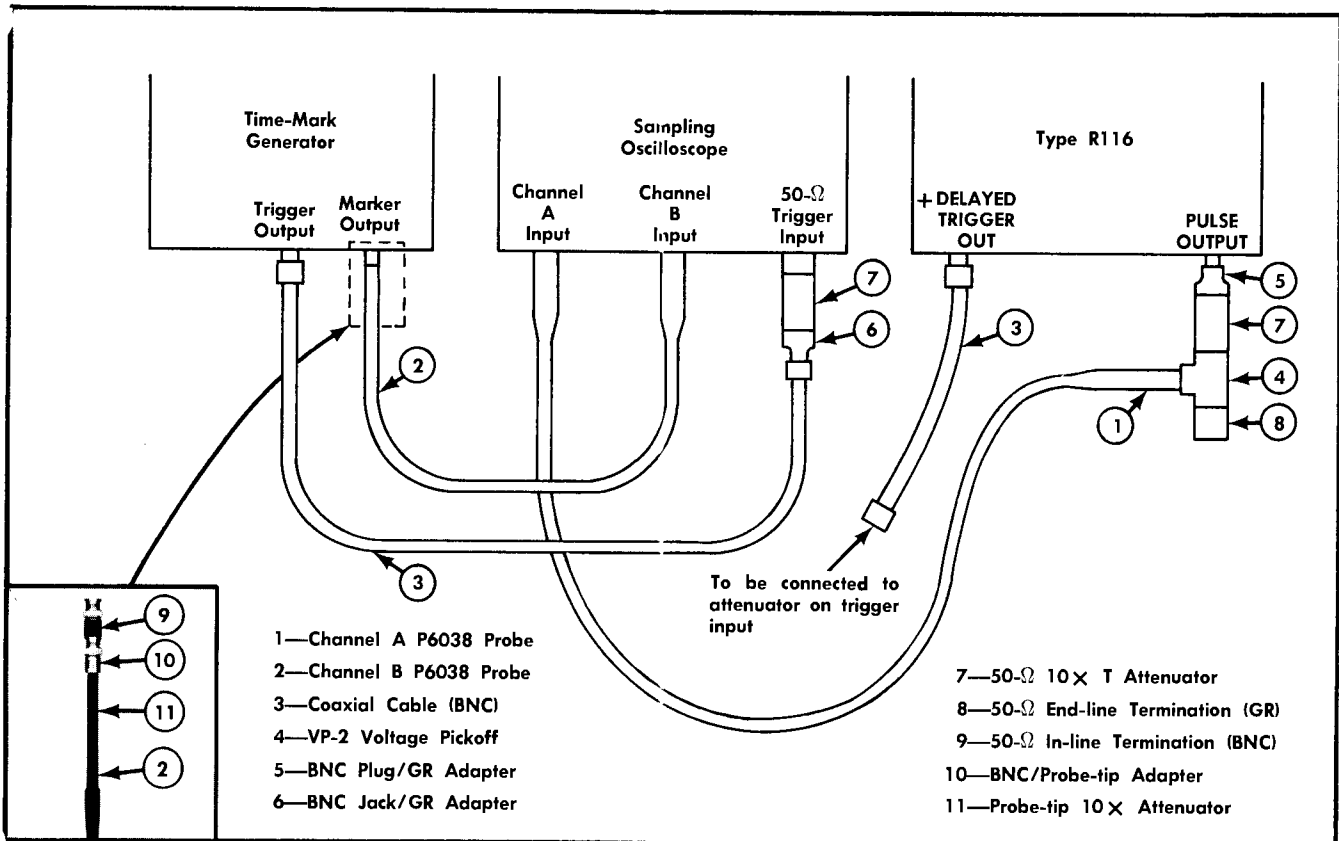 Time-Mark
Generator
Trigger
Output
Marker
Output
Sampling
Oscilloscope
Channel
A
Input
Channel
B
Input
50-Ω
Trigger
Input
Type R116
+ DELAYED
TRIGGER
OUT
PULSE
OUTPUT
5
7
7
6
3
4
2
1
8
3
To be connected to
attenuator on trigger
input
9
10
11
2
1—Channel A P6038 Probe
2—Channel B P6038 Probe
3—Coaxial Cable (BNC)
4—VP-2 Voltage Pickoff
5—BNC Plug/GR Adapter
6—BNC Jack/GR Adapter
7—50-Ω 10× T Attenuator
8—50-Ω End-line Termination (GR)
9—50-Ω In-line Termination (BNC)
10—BNC/Probe-tip Adapter
11—Probe-tip 10× Attenuator